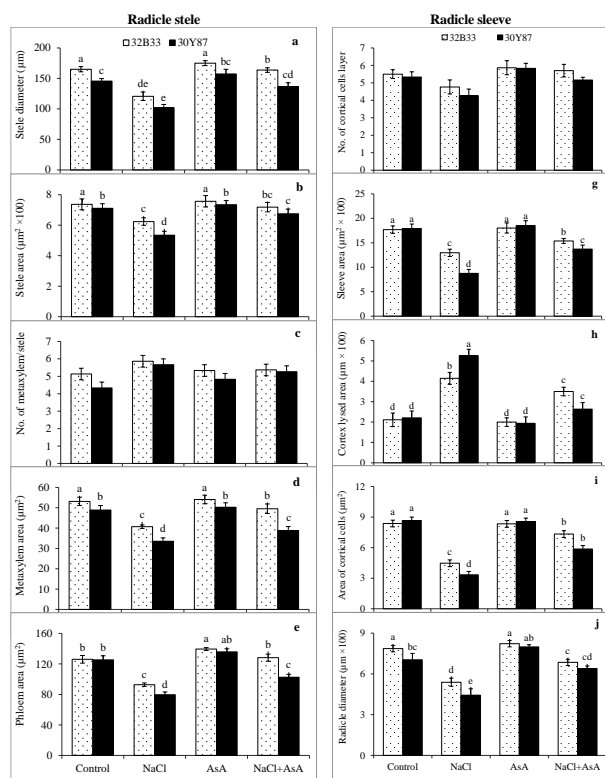 Radicle stele
32B33 30Y87
a
Stele diameter (µm)
200
150
100
50
0
a c de e a bc b cd
b
Stele area (µm² ×100)
8
6
4
2
0
a b c d a b bc c
c
No. of metaxylem/stele
8
7
6
5
4
3
2
1
0
d
Metaxylem area (µm²)
60
50
40
30
20
10
0
a b c d a b a c
e
Phloem area (µm²)
160
120
80
40
0
b b c d a ab b c
Control NaCl AsA NaCl+AsA
Radicle sleeve
32B33 30Y87
No. of cortical cells layer
7
6
5
4
3
2
1
0
g
Sleeve area (µm² × 100)
25
20
15
10
5
0
a a c d a a b c
h
Cortex lysed area (µm × 100)
6
5
4
3
2
1
0
d d b a d d c c
i
Area of cortical cells (µm²)
12
9
6
3
0
a a c d a a b b
j
Radicle diameter (µm × 100)
9
6
3
0
a bc d e a ab c cd
Control NaCl AsA NaCl+AsA